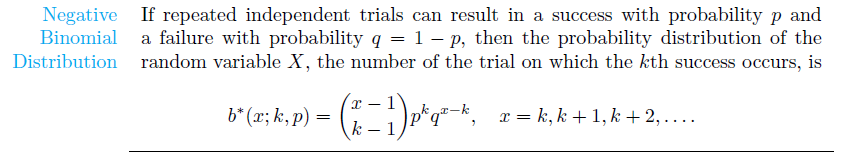 Negative If repeated independent trials can result in a success with probability p and
Binomial a failure with probability q = 1 − p, then the probability distribution of the
Distribution random variable X, the number of the trial on which the kth success occurs, is
b*(x; k, p) = \binom{x − 1}{k − 1} p^k q^{x−k}, x = k, k + 1, k + 2, . . . .